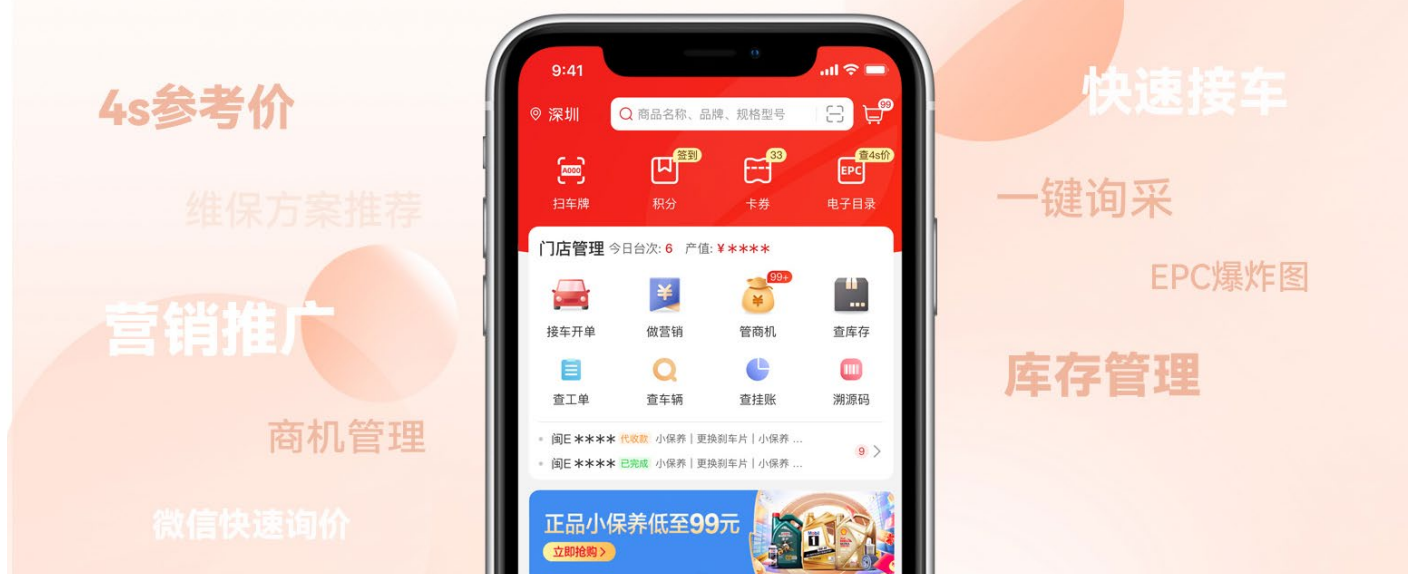 4s参考价
维保方案推荐
营销推广
商机管理
微信快速询价
9:41
深圳
商品名称、品牌、规格型号
99
签到
33
查4s价
A000
EPC
扫车牌
积分
卡券
电子目录
门店管理 今日台次: 6 产值: ¥****
99+
接车开单
做营销
管商机
查库存
查工单
查车辆
查挂账
溯源码
闽E**** 代收款 小保养 | 更换刹车片 | 小保养 ...
闽E**** 已完成 小保养 | 更换刹车片 | 小保养 ...
9
正品小保养低至99元
立即抢购 >
快速接车
一键询采
EPC爆炸图
库存管理